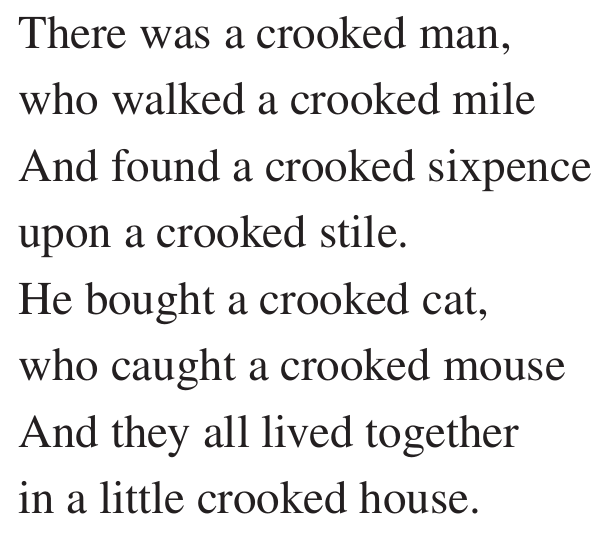 There was a crooked man,
who walked a crooked mile
And found a crooked sixpence
upon a crooked stile.
He bought a crooked cat,
who caught a crooked mouse
And they all lived together
in a little crooked house.